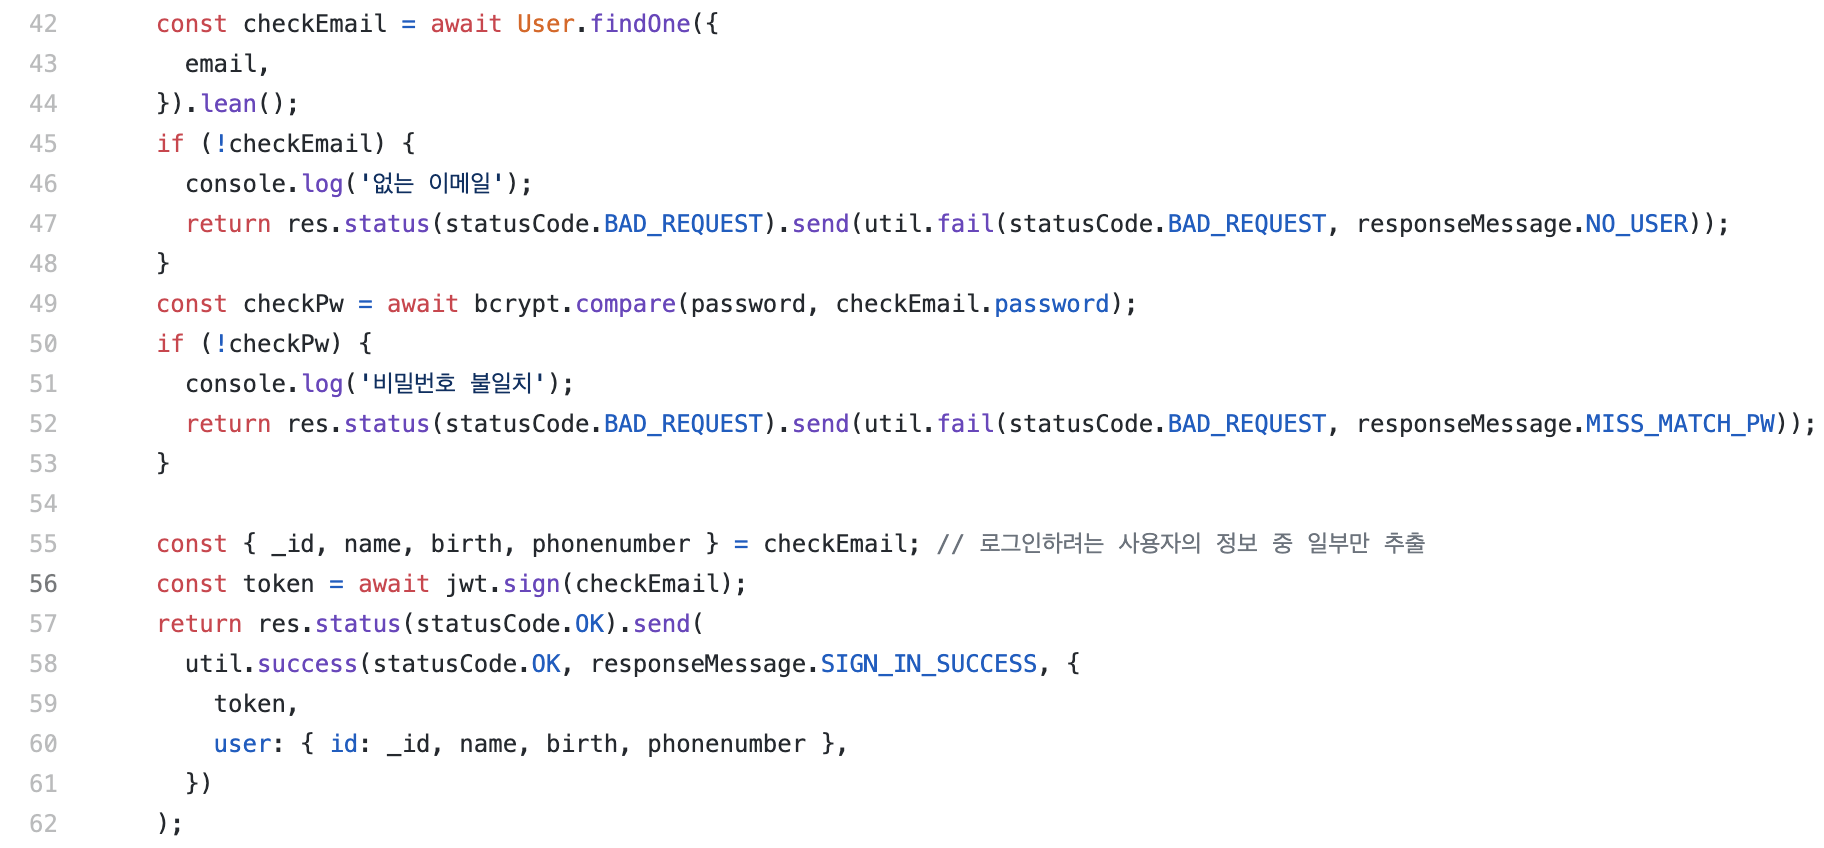 42 const checkEmail = await User.findOne({
43 email,
44 }).lean();
45 if (!checkEmail) {
46 console.log('없는 이메일');
47 return res.status(statusCode.BAD_REQUEST).send(util.fail(statusCode.BAD_REQUEST, responseMessage.NO_USER));
48 }
49 const checkPw = await bcrypt.compare(password, checkEmail.password);
50 if (!checkPw) {
51 console.log('비밀번호 불일치');
52 return res.status(statusCode.BAD_REQUEST).send(util.fail(statusCode.BAD_REQUEST, responseMessage.MISS_MATCH_PW));
53 }
54
55 const { _id, name, birth, phonenumber } = checkEmail; // 로그인하려는 사용자의 정보 중 일부만 추출
56 const token = await jwt.sign(checkEmail);
57 return res.status(statusCode.OK).send(
58 util.success(statusCode.OK, responseMessage.SIGN_IN_SUCCESS, {
59 token,
60 user: { id: _id, name, birth, phonenumber },
61 })
62 );